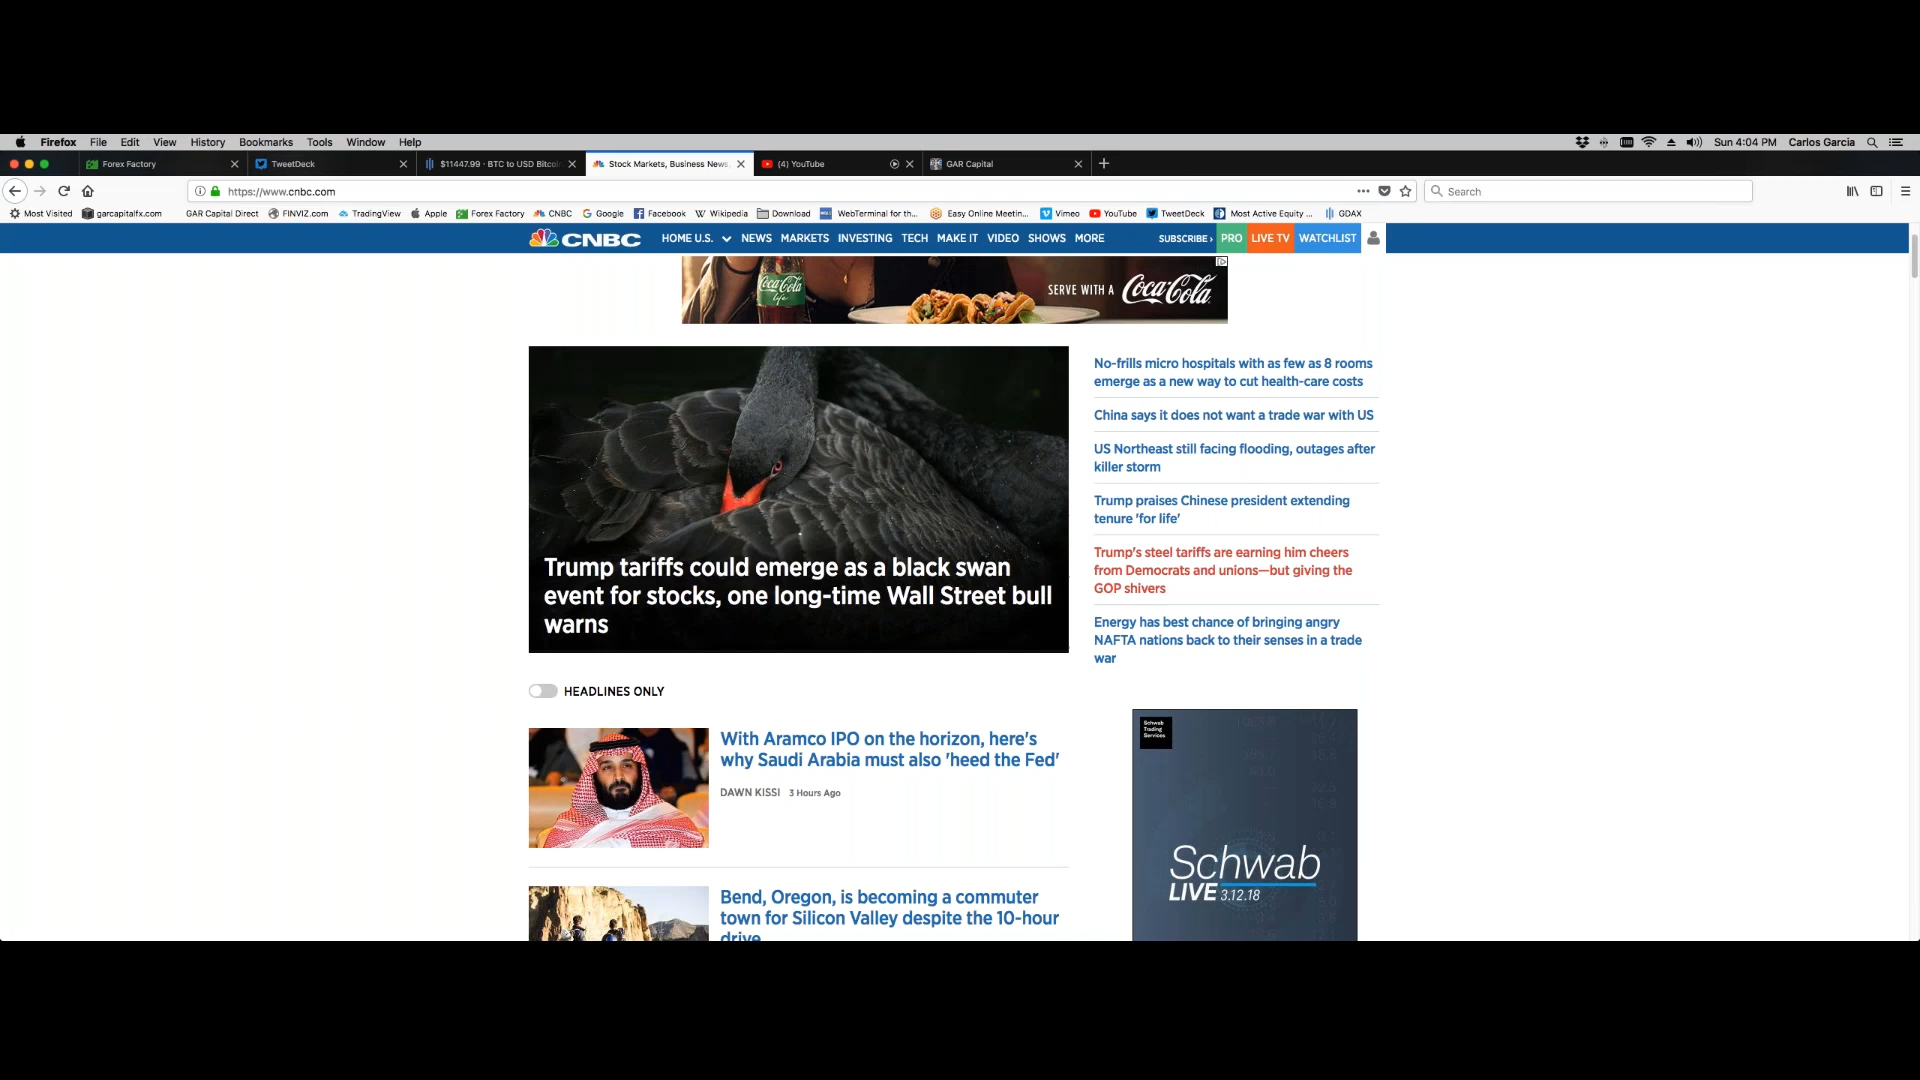 Firefox File Edit View History Bookmarks Tools Window Help Sun 4:04 PM Carlos Garcia
Forex Factory TweetDeck $11447.99 · BTC to USD Bitcoin Stock Markets, Business News, (4) YouTube GAR Capital
https://www.cnbc.com Search
Most Visited garcapitalfx.com GAR Capital Direct FINVIZ.com TradingView Apple Forex Factory CNBC Google Facebook Wikipedia Download WebTerminal for th... Easy Online Meetin... Vimeo YouTube TweetDeck Most Active Equity ... GDAX
CNBC HOME U.S. NEWS MARKETS INVESTING TECH MAKE IT VIDEO SHOWS MORE SUBSCRIBE › PRO LIVE TV WATCHLIST
Coca-Cola life SERVE WITH A Coca-Cola
Trump tariffs could emerge as a black swan
event for stocks, one long-time Wall Street bull
warns
No-frills micro hospitals with as few as 8 rooms
emerge as a new way to cut health-care costs
China says it does not want a trade war with US
US Northeast still facing flooding, outages after
killer storm
Trump praises Chinese president extending
tenure 'for life'
Trump's steel tariffs are earning him cheers
from Democrats and unions—but giving the
GOP shivers
Energy has best chance of bringing angry
NAFTA nations back to their senses in a trade
war
HEADLINES ONLY
With Aramco IPO on the horizon, here's
why Saudi Arabia must also 'heed the Fed'
DAWN KISSI 3 Hours Ago
Bend, Oregon, is becoming a commuter
town for Silicon Valley despite the 10-hour
drive
Schwab
Trading
Services
Schwab
LIVE 3.12.18